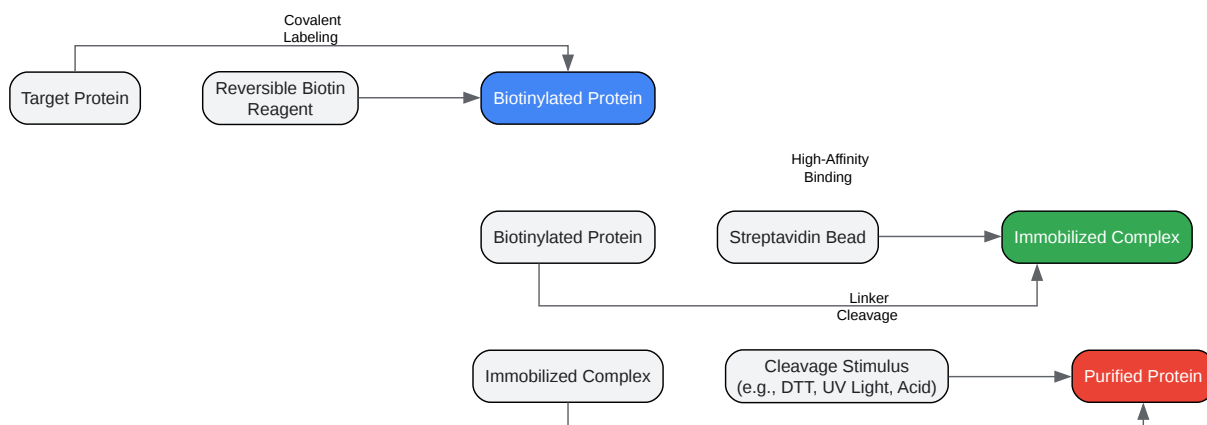 Covalent
Labeling
Target Protein
Reversible Biotin
Reagent
Biotinylated Protein
High-Affinity
Binding
Biotinylated Protein
Streptavidin Bead
Immobilized Complex
Linker
Cleavage
Immobilized Complex
Cleavage Stimulus
(e.g., DTT, UV Light, Acid)
Purified Protein